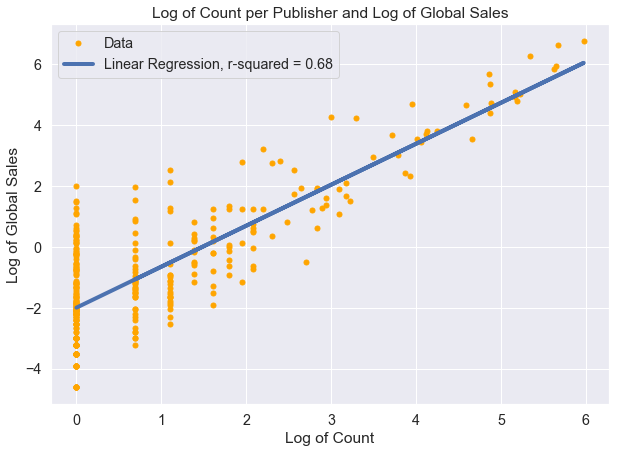 Log of Count per Publisher and Log of Global Sales
Data
Linear Regression, r-squared = 0.68
Log of Global Sales
6
4
2
0
−2
−4
0 1 2 3 4 5 6
Log of Count